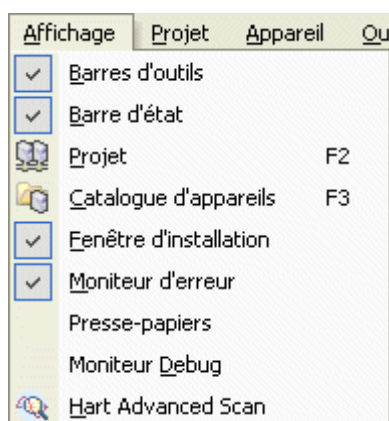 Affichage Projet Appareil Ou
Barres d'outils
Barre d'état
Projet F2
Catalogue d'appareils F3
Fenêtre d'installation
Moniteur d'erreur
Presse-papiers
Moniteur Debug
Hart Advanced Scan